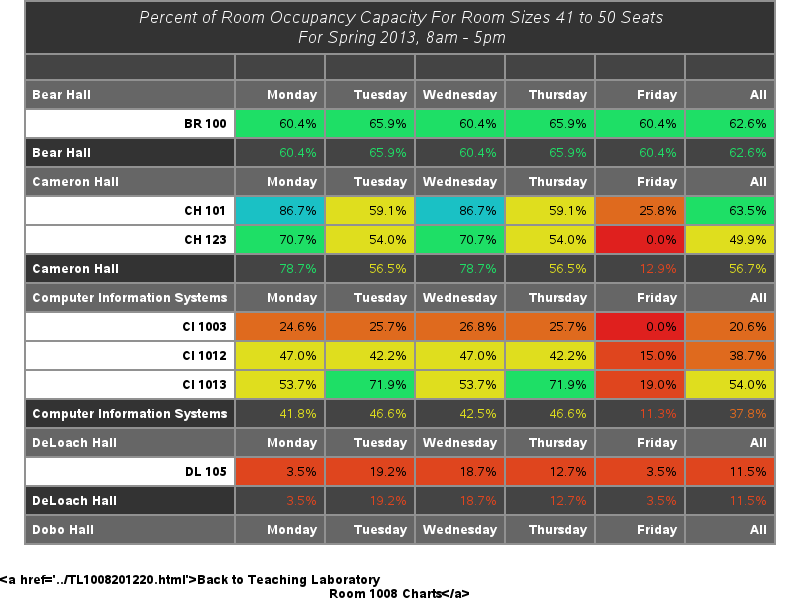 Percent of Room Occupancy Capacity For Room Sizes 41 to 50 Seats
For Spring 2013, 8am - 5pm
Bear Hall Monday Tuesday Wednesday Thursday Friday All
BR 100 60.4% 65.9% 60.4% 65.9% 60.4% 62.6%
Bear Hall 60.4% 65.9% 60.4% 65.9% 60.4% 62.6%
Cameron Hall Monday Tuesday Wednesday Thursday Friday All
CH 101 86.7% 59.1% 86.7% 59.1% 25.8% 63.5%
CH 123 70.7% 54.0% 70.7% 54.0% 0.0% 49.9%
Cameron Hall 78.7% 56.5% 78.7% 56.5% 12.9% 56.7%
Computer Information Systems Monday Tuesday Wednesday Thursday Friday All
CI 1003 24.6% 25.7% 26.8% 25.7% 0.0% 20.6%
CI 1012 47.0% 42.2% 47.0% 42.2% 15.0% 38.7%
CI 1013 53.7% 71.9% 53.7% 71.9% 19.0% 54.0%
Computer Information Systems 41.8% 46.6% 42.5% 46.6% 11.3% 37.8%
DeLoach Hall Monday Tuesday Wednesday Thursday Friday All
DL 105 3.5% 19.2% 18.7% 12.7% 3.5% 11.5%
DeLoach Hall 3.5% 19.2% 18.7% 12.7% 3.5% 11.5%
Dobo Hall Monday Tuesday Wednesday Thursday Friday All
<a href='../TL1008201220.html'>Back to Teaching Laboratory
Room 1008 Charts</a>